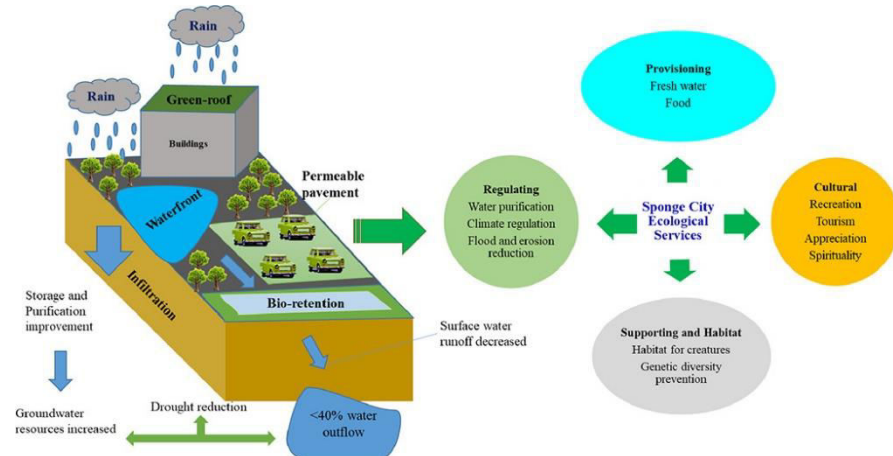 Rain
Rain
Green-roof
Buildings
Permeable
pavement
Waterfront
Infiltration
Bio-retention
Storage and
Purification
improvement
Groundwater
resources increased
Drought reduction
Surface water
runoff decreased
<40% water
outflow
Regulating
Water purification
Climate regulation
Flood and erosion
reduction
Provisioning
Fresh water
Food
Sponge City
Ecological
Services
Cultural
Recreation
Tourism
Appreciation
Spirituality
Supporting and Habitat
Habitat for creatures
Genetic diversity
prevention